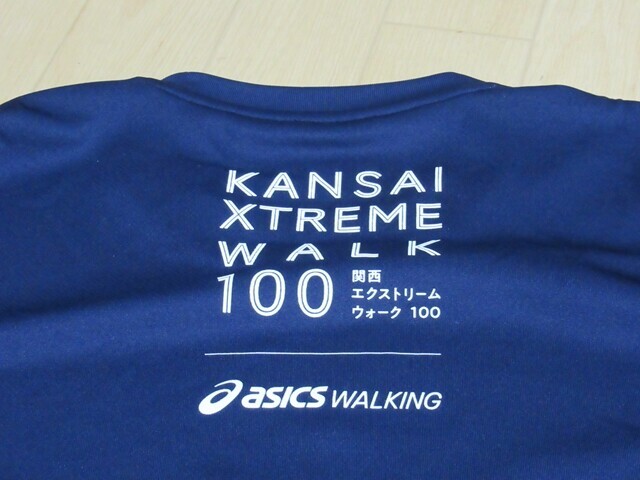 KANSAI
XTREME
WALK
100
関西
エクストリーム
ウォーク 100
asics WALKING